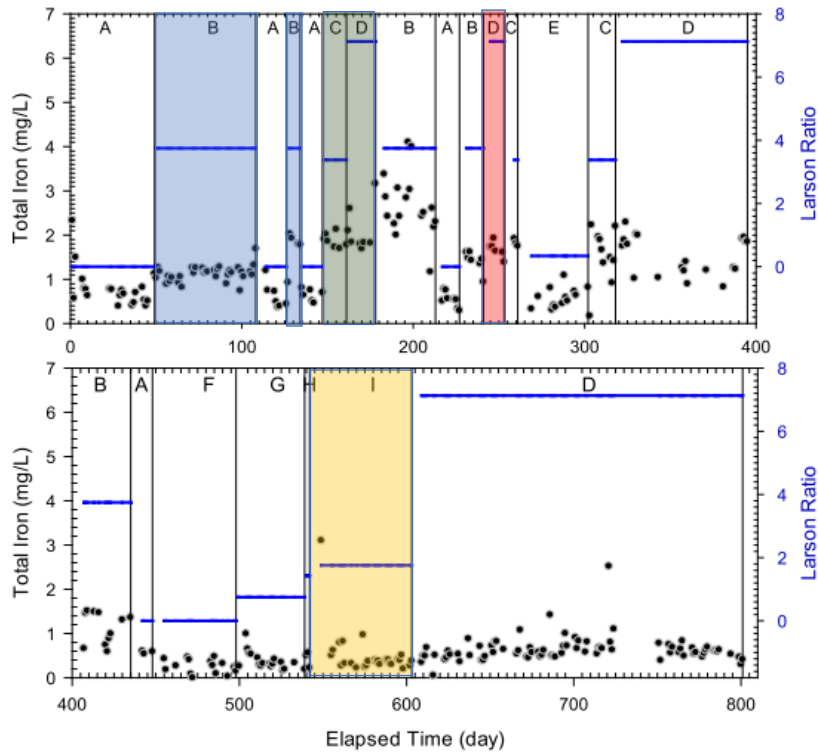 A B A B A C D B A B D C E C D
7 6 5 4 3 2 1 0
Total Iron (mg/L)
8 6 4 2 0
Larson Ratio
0 100 200 300 400
B A F G H I D
7 6 5 4 3 2 1 0
Total Iron (mg/L)
8 6 4 2 0
Larson Ratio
400 500 600 700 800
Elapsed Time (day)